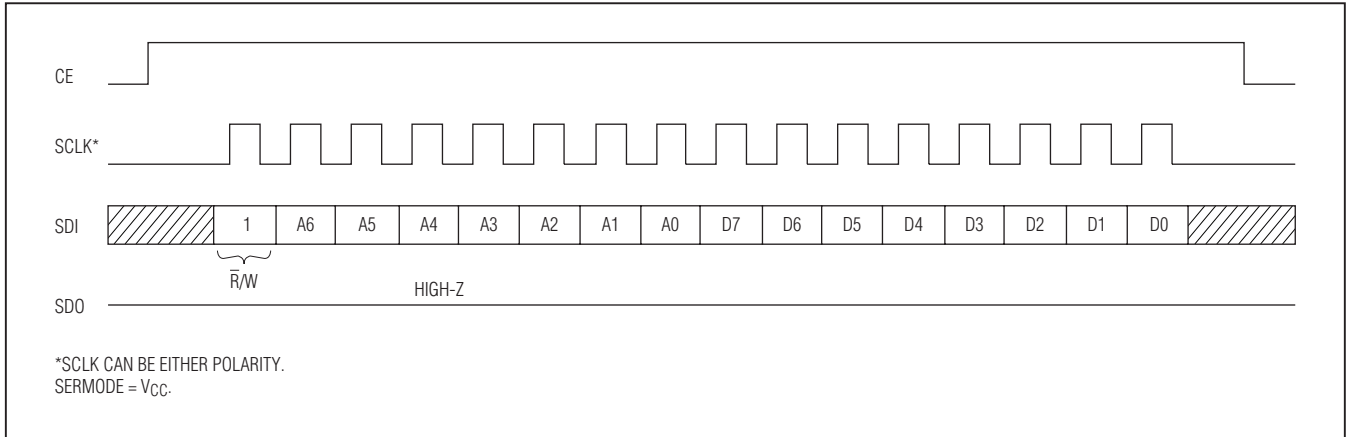 CE
SCLK*
SDI 1 A6 A5 A4 A3 A2 A1 A0 D7 D6 D5 D4 D3 D2 D1 D0
R̅/W
HIGH-Z
SDO
*SCLK CAN BE EITHER POLARITY.
SERMODE = VCC.